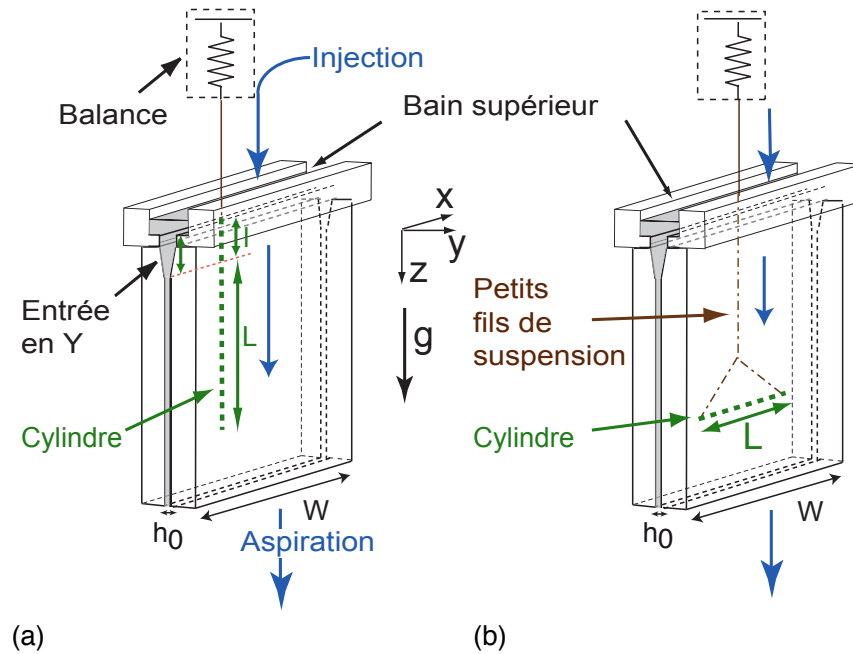 Injection
Balance
Bain supérieur
x
y
z
l
Entrée
en Y
L
g
Petits
fils de
suspension
Cylindre
Cylindre
L
W
h0
Aspiration
W
h0
(a)
(b)